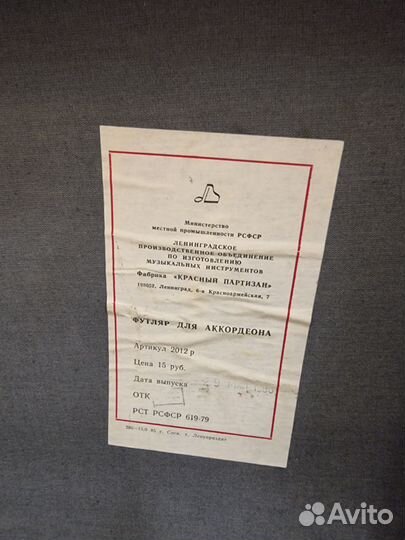 Министерство
местной промышленности РСФСР
ЛЕНИНГРАДСКОЕ
ПРОИЗВОДСТВЕННОЕ ОБЪЕДИНЕНИЕ
ПО ИЗГОТОВЛЕНИЮ
МУЗЫКАЛЬНЫХ ИНСТРУМЕНТОВ
Фабрика «КРАСНЫЙ ПАРТИЗАН»
Ленинград, 6-я Красноармейская, 7
ФУТЛЯР ДЛЯ АККОРДЕОНА
Артикул 2012 р
Цена 15 руб.
Дата выпуска
ОТК
РСТ РСФСР 619-79
Avito